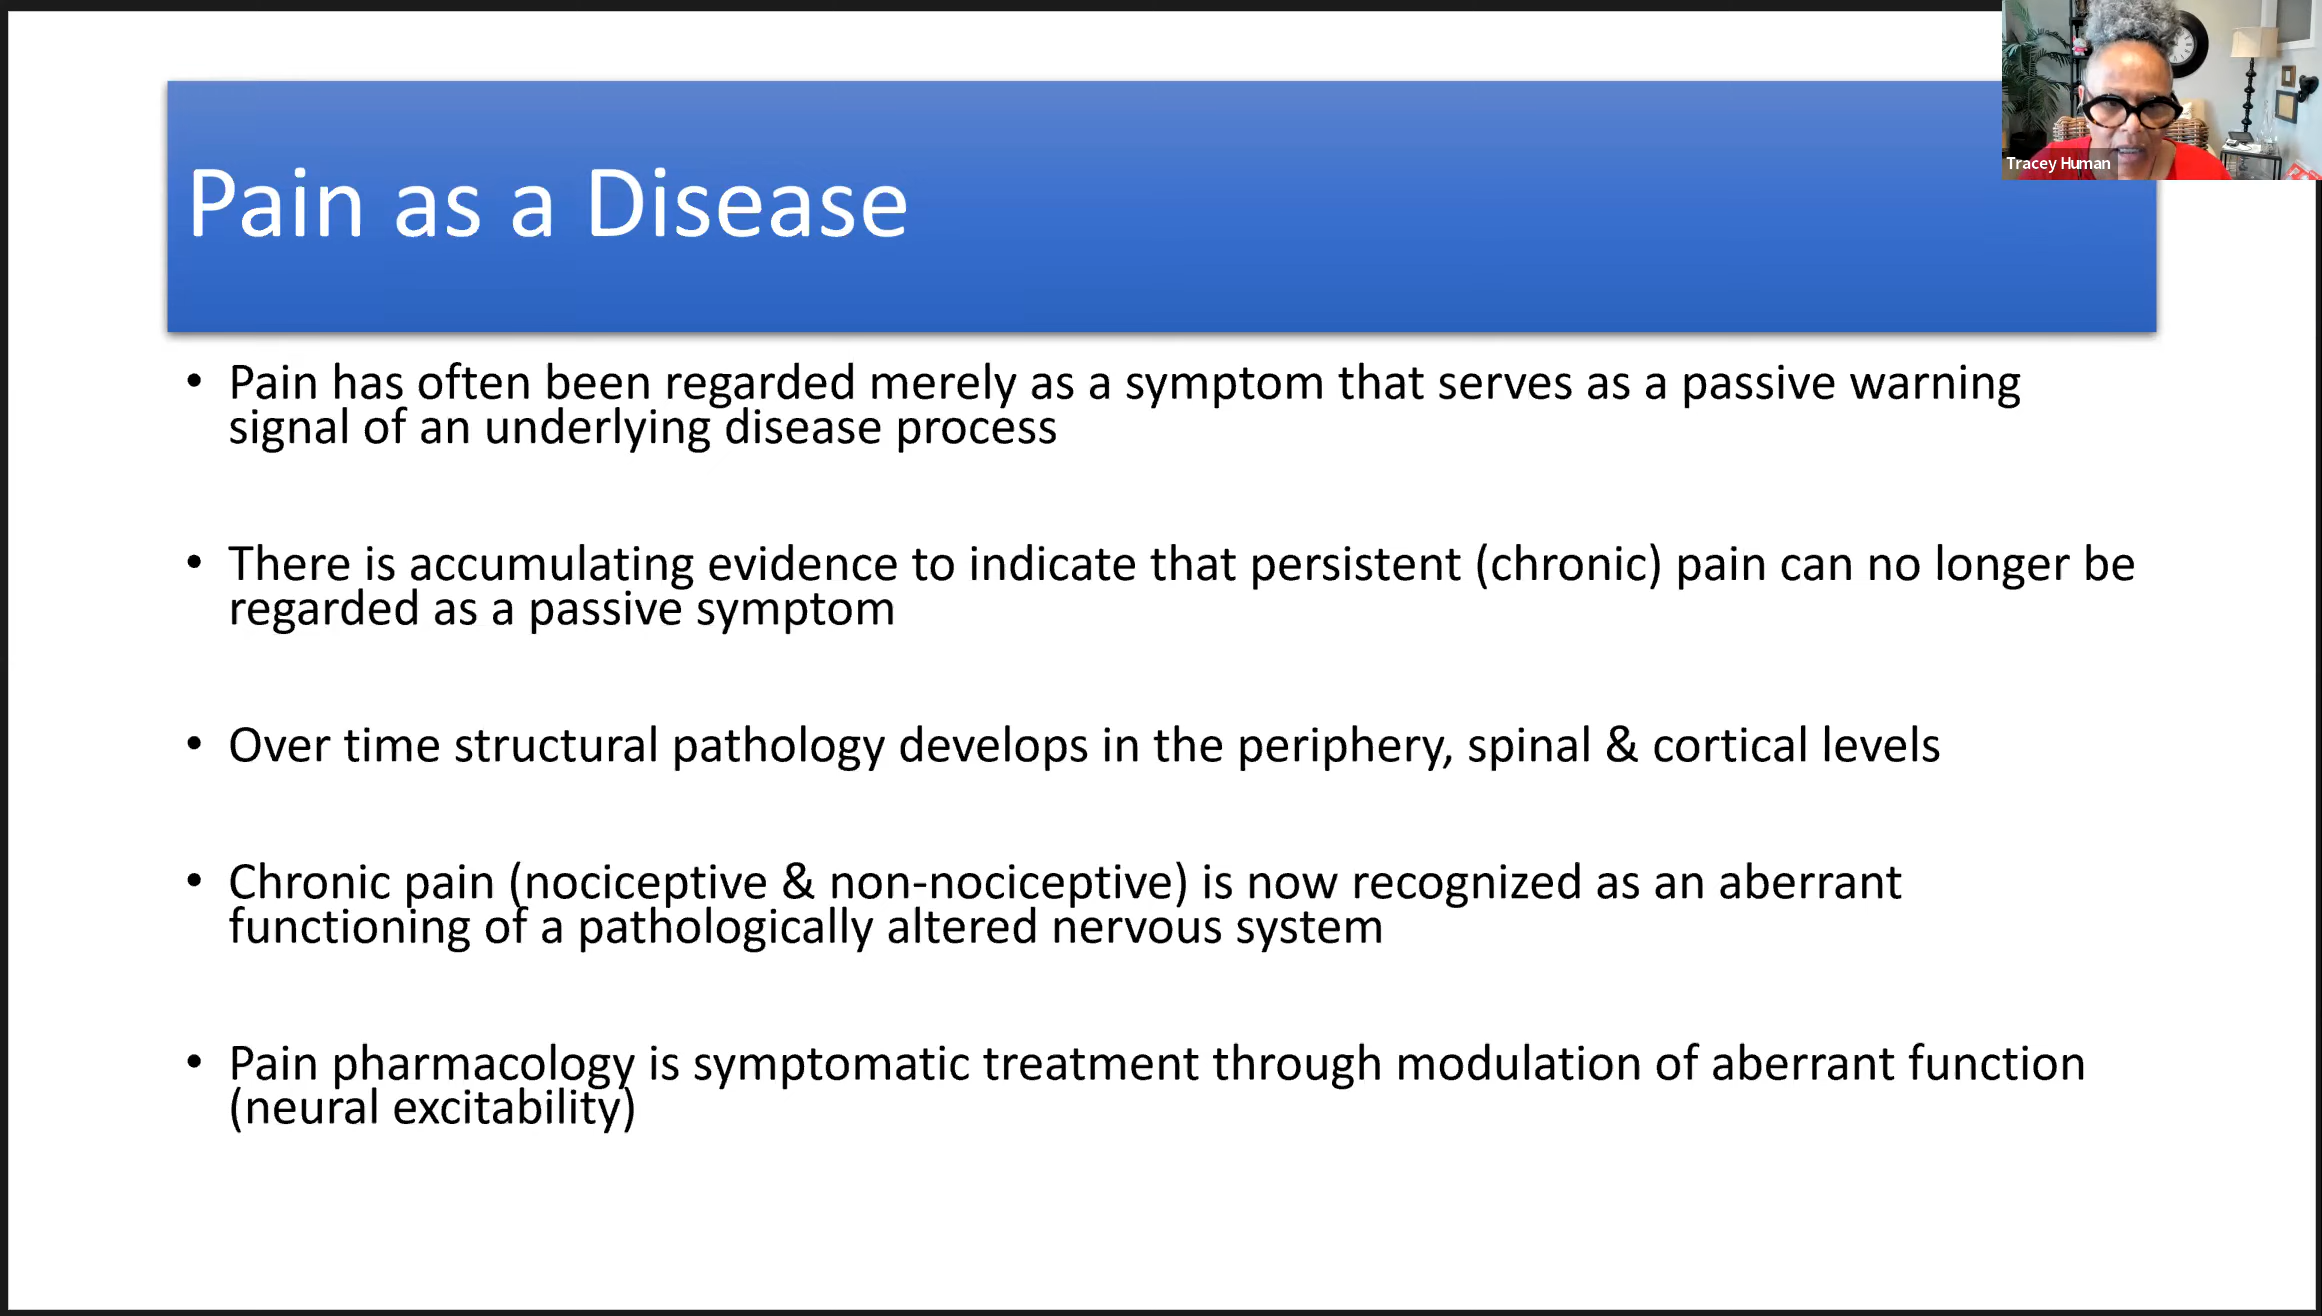 Tracey Human
Pain as a Disease
• Pain has often been regarded merely as a symptom that serves as a passive warning
signal of an underlying disease process
• There is accumulating evidence to indicate that persistent (chronic) pain can no longer be
regarded as a passive symptom
• Over time structural pathology develops in the periphery, spinal & cortical levels
• Chronic pain (nociceptive & non-nociceptive) is now recognized as an aberrant
functioning of a pathologically altered nervous system
• Pain pharmacology is symptomatic treatment through modulation of aberrant function
(neural excitability)